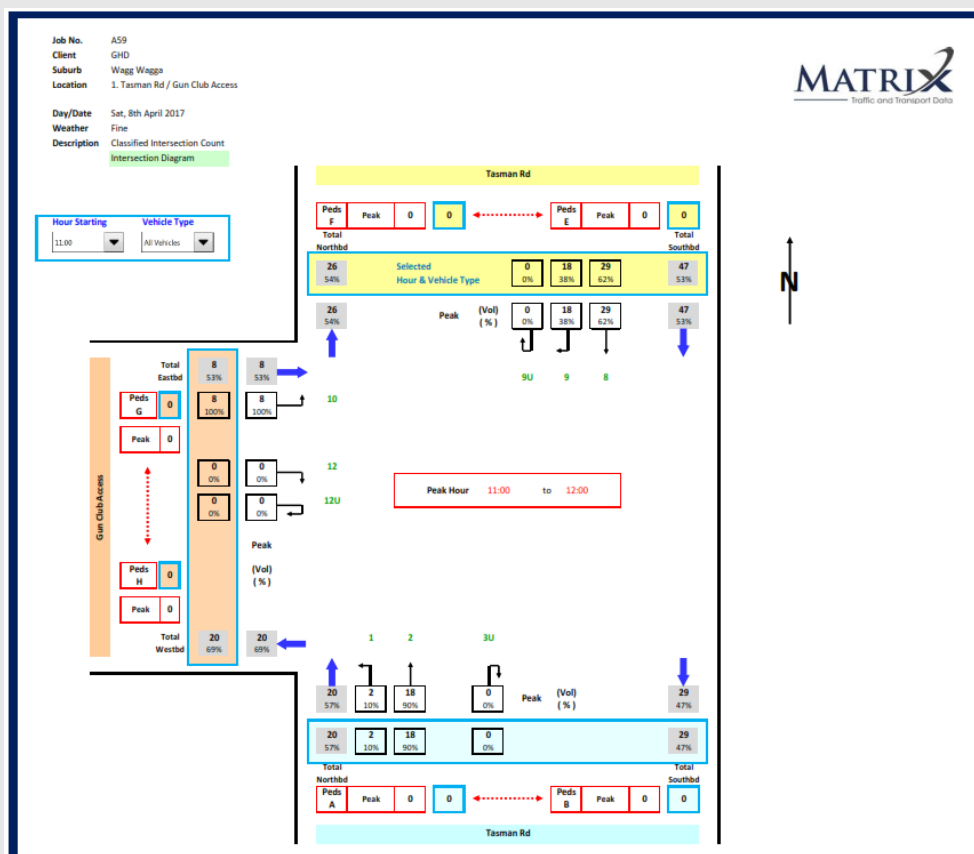 Job No. A59
Client GHD
Suburb Wagg Wagga
Location 1. Tasman Rd / Gun Club Access
MATRIX
Traffic and Transport Data
Day/Date Sat, 8th April 2017
Weather Fine
Description Classified Intersection Count
Intersection Diagram
Tasman Rd
Hour Starting Vehicle Type
11:00 All Vehicles
Peds F Peak 0 0 Peds E Peak 0 0
Total Northbd Total Southbd
26 Selected 0 18 29 47
54% Hour & Vehicle Type 0% 38% 62% 53%
N
26 Peak (Vol) 0 18 29 47
54% ( % ) 0% 38% 62% 53%
9U 9 8
Total 8 8
Eastbd 53% 53%
Peds G 0 8 8 10
100% 100%
Peak 0
0 0 12
0% 0%
Gun Club Access
Peak Hour 11:00 to 12:00
0 0 12U
0% 0%
Peak
(Vol)
( % )
Peds H 0
Peak 0
Total 20 20
Westbd 69% 69%
1 2 3U
20 2 18 0 Peak (Vol) 29
57% 10% 90% 0% ( % ) 47%
20 2 18 0 29
57% 10% 90% 0% 47%
Total Northbd Total Southbd
Peds A Peak 0 0 Peds B Peak 0 0
Tasman Rd